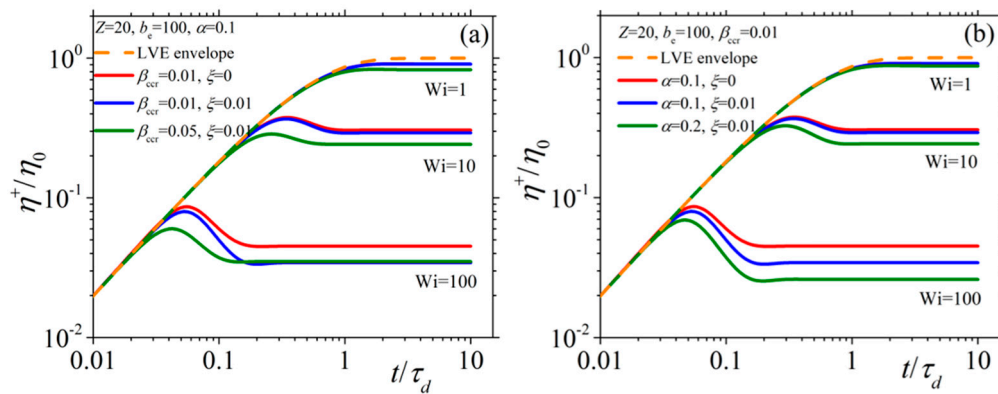 Z=20, bₑ=100, α=0.1
(a)
LVE envelope
β_ccr=0.01, ξ=0
β_ccr=0.01, ξ=0.01
β_ccr=0.05, ξ=0.01
Wi=1
Wi=10
Wi=100
10⁰
10⁻¹
10⁻²
η⁺/η₀
0.01
0.1
1
10
t/τ_d
Z=20, bₑ=100, β_ccr=0.01
(b)
LVE envelope
α=0.1, ξ=0
α=0.1, ξ=0.01
α=0.2, ξ=0.01
Wi=1
Wi=10
Wi=100
10⁰
10⁻¹
10⁻²
η⁺/η₀
0.01
0.1
1
10
t/τ_d